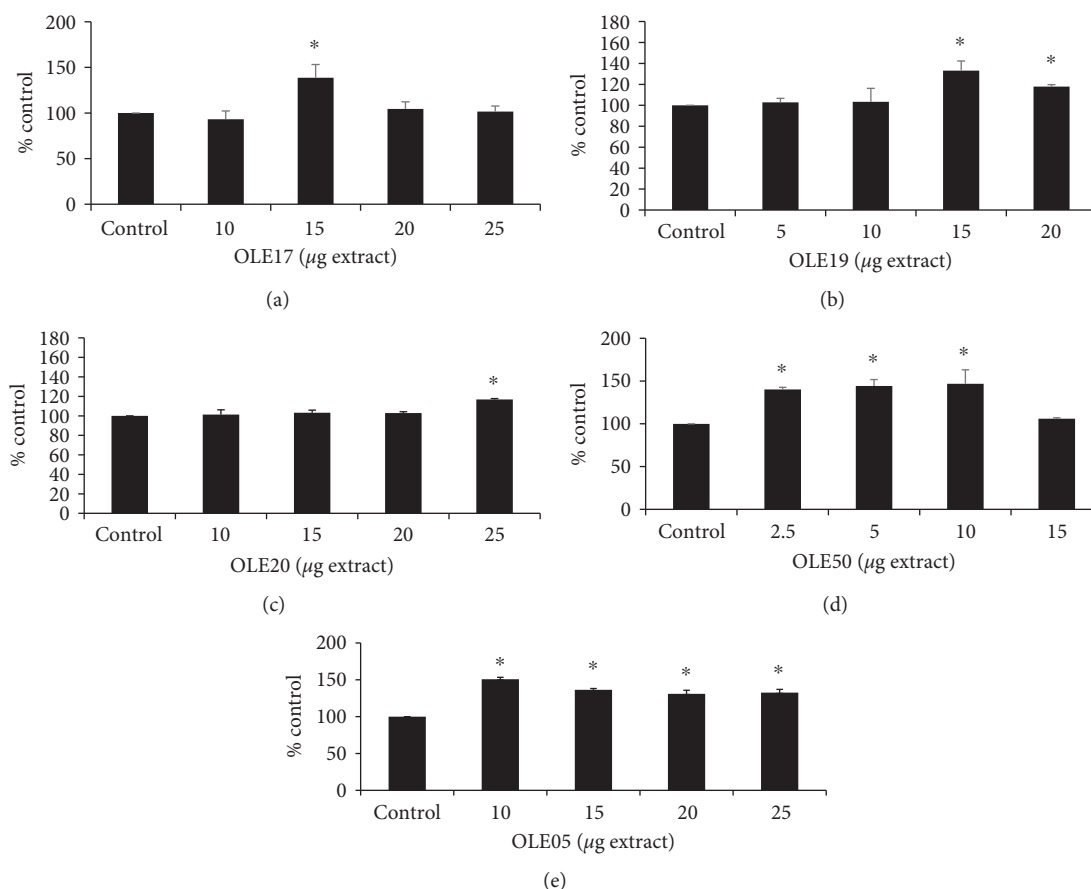 200
150
100
50
0
% control
*
Control 10 15 20 25
OLE17 (µg extract)
(a)
180
160
140
120
100
80
60
40
20
0
% control
* *
Control 5 10 15 20
OLE19 (µg extract)
(b)
180
160
140
120
100
80
60
40
20
0
% control
*
Control 10 15 20 25
OLE20 (µg extract)
(c)
200
150
100
50
0
% control
* * *
Control 2.5 5 10 15
OLE50 (µg extract)
(d)
200
150
100
50
0
% control
* * * *
Control 10 15 20 25
OLE05 (µg extract)
(e)